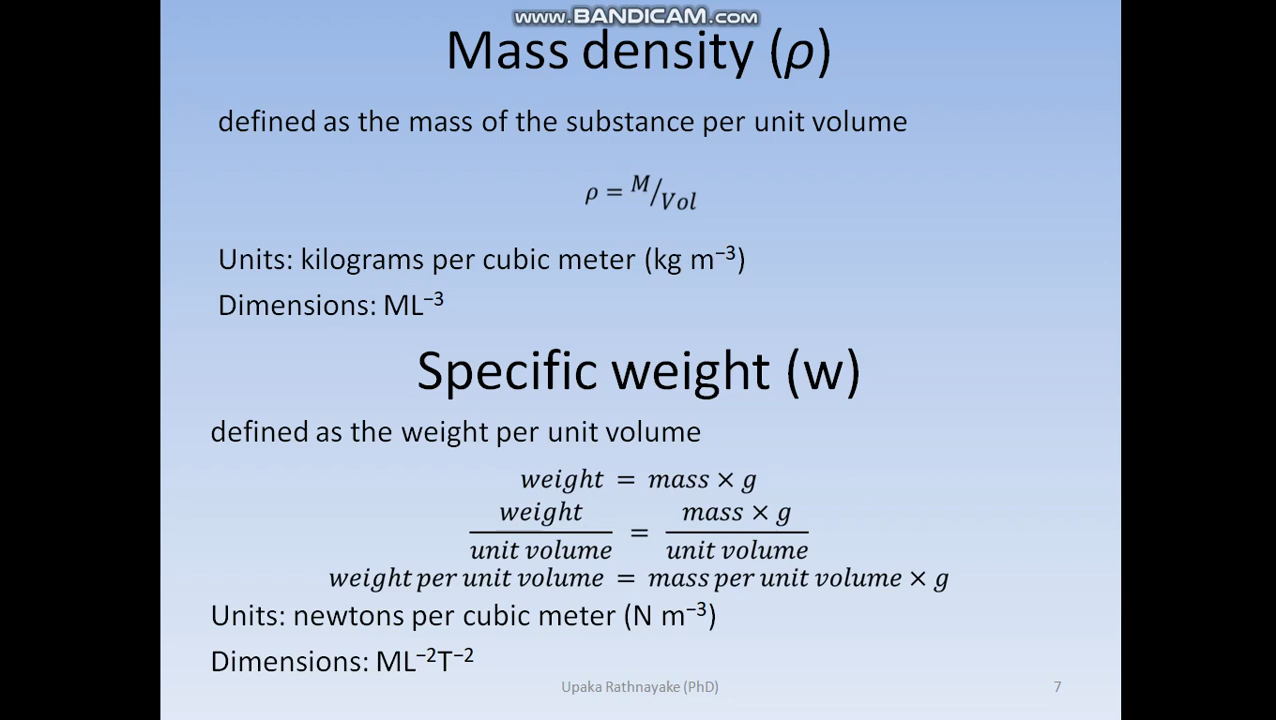 www.BANDICAM.com
Mass density (ρ)
defined as the mass of the substance per unit volume
ρ = M/Vol
Units: kilograms per cubic meter (kg m⁻³)
Dimensions: ML⁻³
Specific weight (w)
defined as the weight per unit volume
weight = mass × g
weight / unit volume = mass × g / unit volume
weight per unit volume = mass per unit volume × g
Units: newtons per cubic meter (N m⁻³)
Dimensions: ML⁻²T⁻²
Upaka Rathnayake (PhD) 7